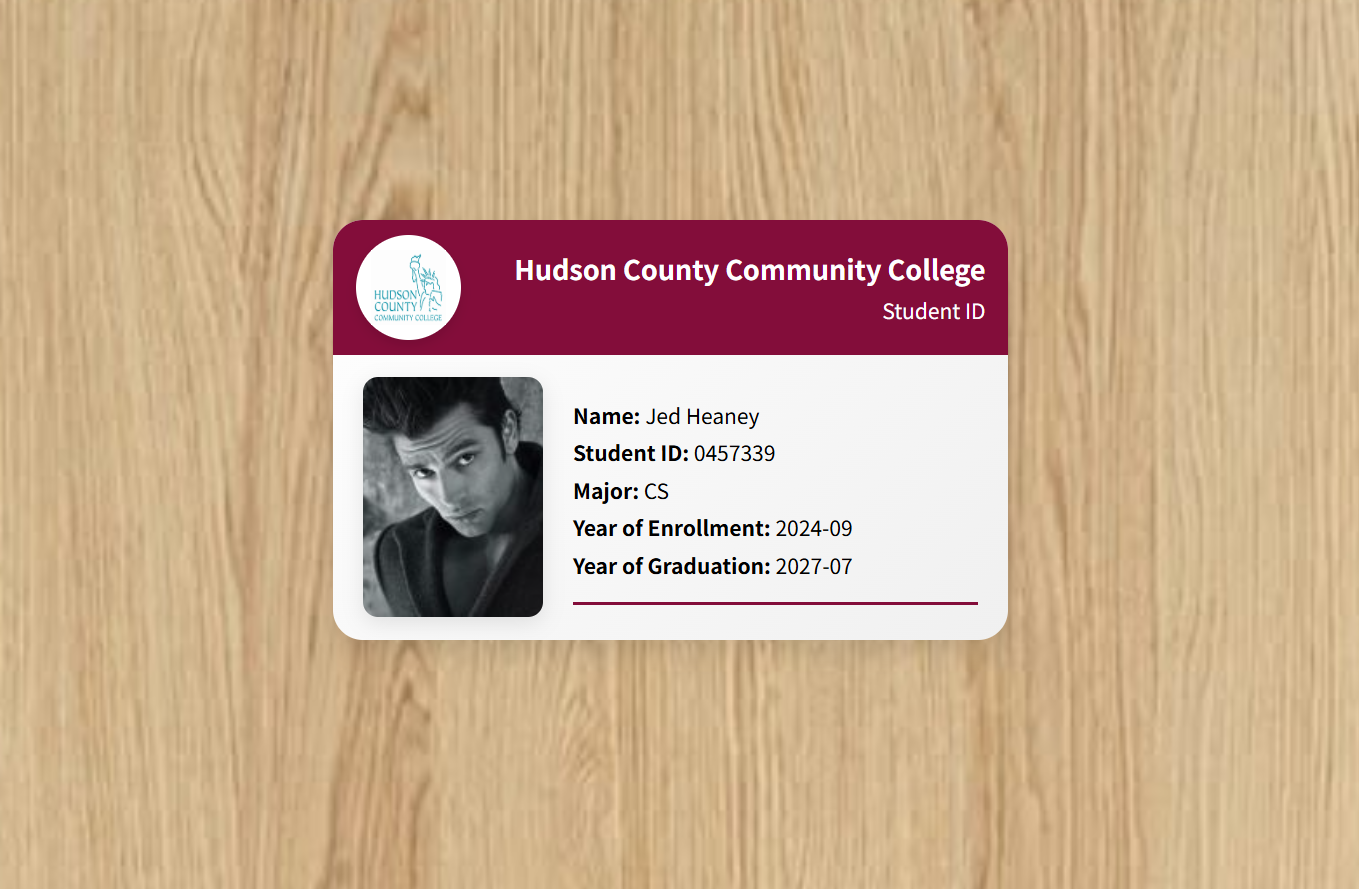 HUDSON
COUNTY
COMMUNITY COLLEGE
Hudson County Community College
Student ID
Name: Jed Heaney
Student ID: 0457339
Major: CS
Year of Enrollment: 2024-09
Year of Graduation: 2027-07